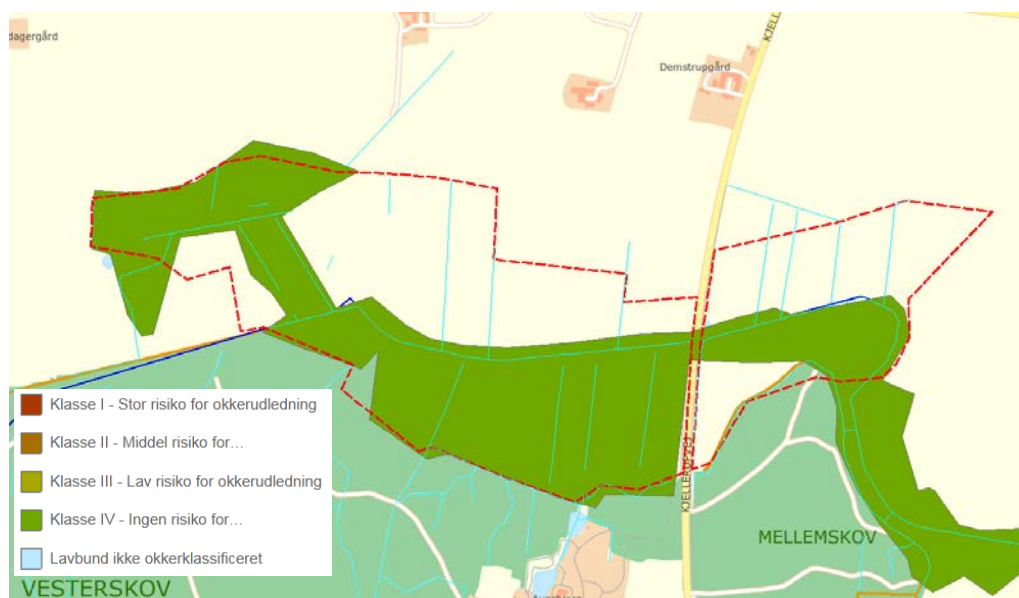 dagergård
KJELLE
Demstrupgård
Klasse I - Stor risiko for okkerudledning
Klasse II - Middel risiko for…
Klasse III - Lav risiko for okkerudledning
Klasse IV - Ingen risiko for…
Lavbund ikke okkerklassificeret
VESTERSKOV
MELLEMSKOV